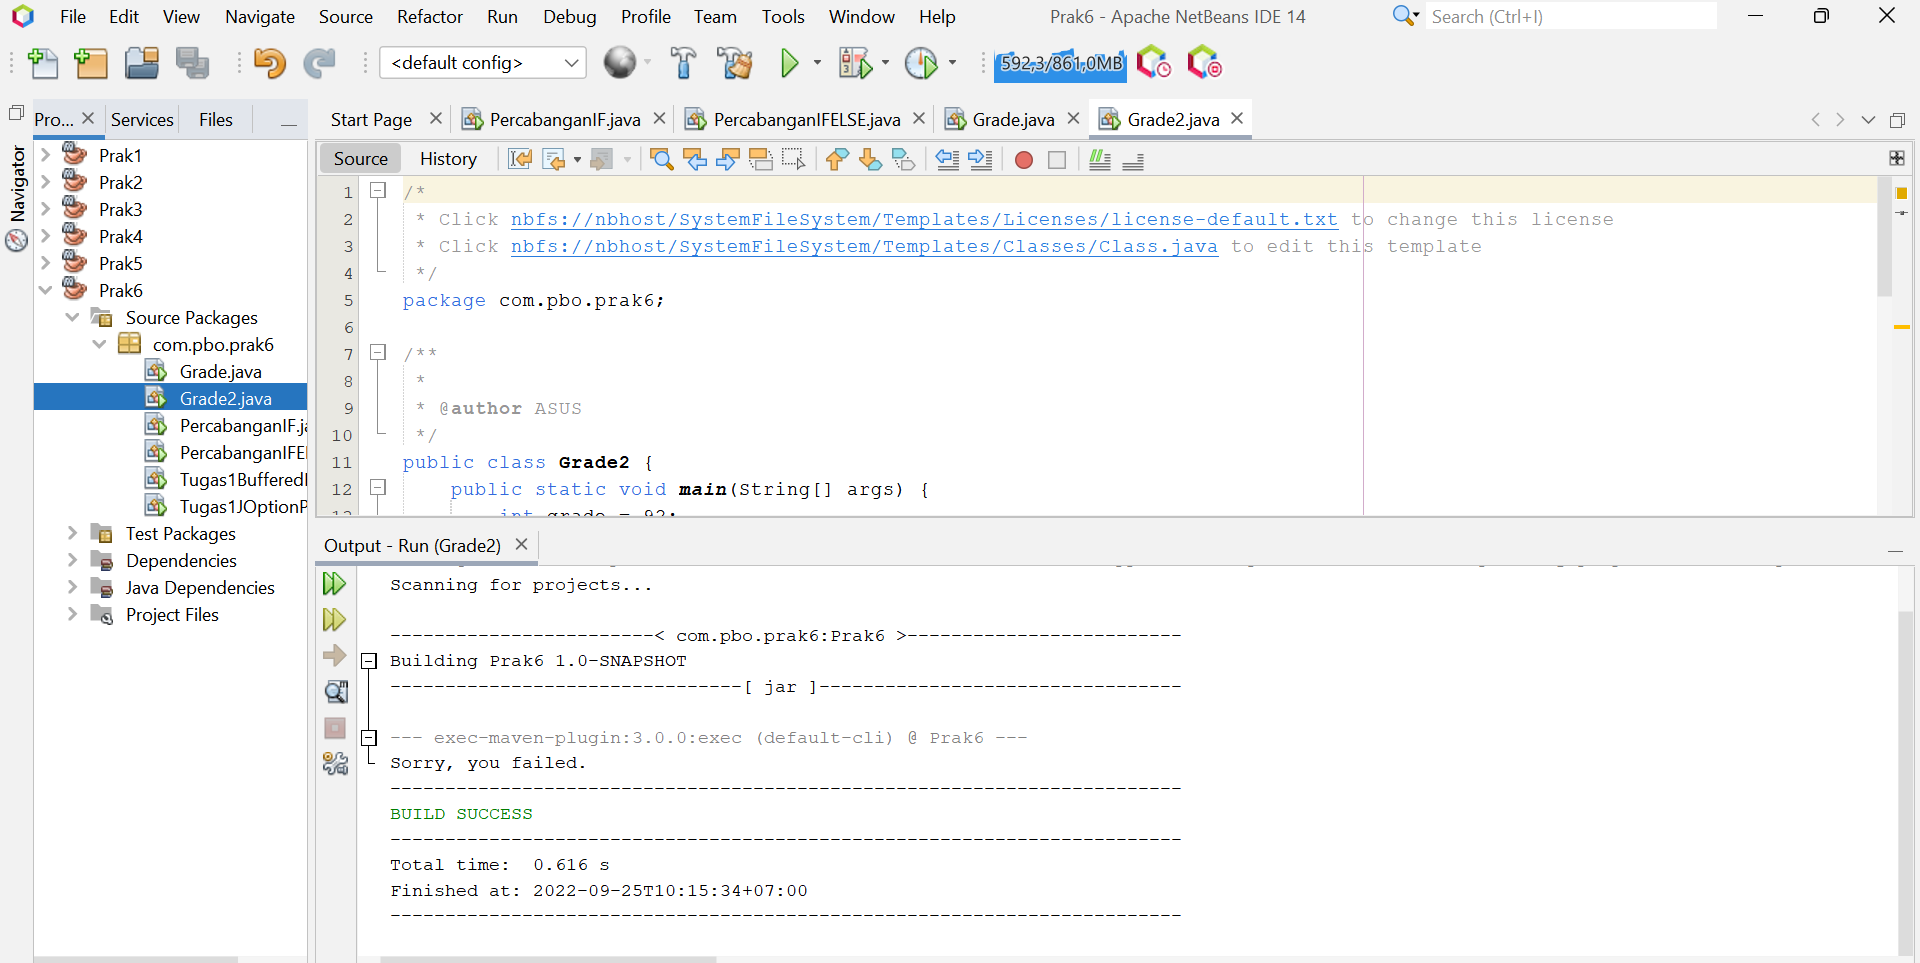 File Edit View Navigate Source Refactor Run Debug Profile Team Tools Window Help
Prak6 - Apache NetBeans IDE 14
Search (Ctrl+I)
<default config>
592,3/861,0MB
Pro... Services Files
Start Page PercabanganIF.java PercabanganIFELSE.java Grade.java Grade2.java
Navigator
Prak1
Prak2
Prak3
Prak4
Prak5
Prak6
Source Packages
com.pbo.prak6
Grade.java
Grade2.java
PercabanganIF.ja
PercabanganIFE
Tugas1Buffered
Tugas1JOptionP
Test Packages
Dependencies
Java Dependencies
Project Files
Source History
1 /*
2 * Click nbfs://nbhost/SystemFileSystem/Templates/Licenses/license-default.txt to change this license
3 * Click nbfs://nbhost/SystemFileSystem/Templates/Classes/Class.java to edit this template
4 */
5 package com.pbo.prak6;
6
7 /**
8 *
9 * @author ASUS
10 */
11 public class Grade2 {
12 public static void main(String[] args) {
13 int grade = 92;
Output - Run (Grade2)
Scanning for projects...
------------------------< com.pbo.prak6:Prak6 >-------------------------
Building Prak6 1.0-SNAPSHOT
--------------------------------[ jar ]---------------------------------
--- exec-maven-plugin:3.0.0:exec (default-cli) @ Prak6 ---
Sorry, you failed.
------------------------------------------------------------------------
BUILD SUCCESS
------------------------------------------------------------------------
Total time: 0.616 s
Finished at: 2022-09-25T10:15:34+07:00
------------------------------------------------------------------------